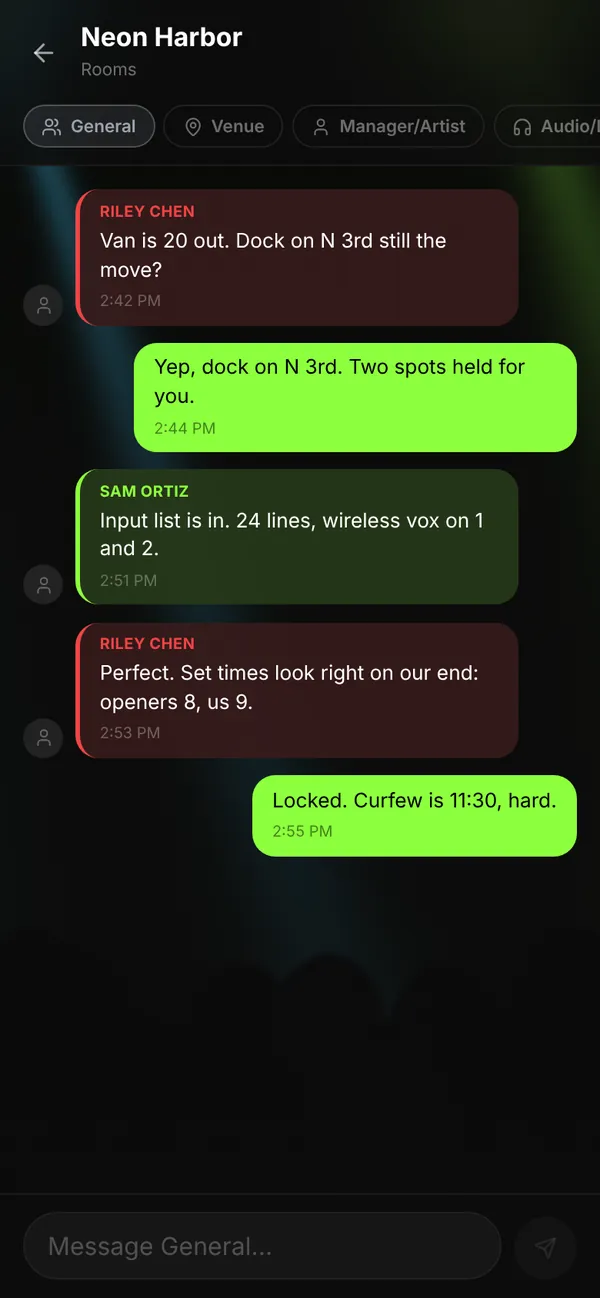 Neon Harbor
Rooms
General
Venue
Manager/Artist
Audio/
RILEY CHEN
Van is 20 out. Dock on N 3rd still the
move?
2:42 PM
Yep, dock on N 3rd. Two spots held for
you.
2:44 PM
SAM ORTIZ
Input list is in. 24 lines, wireless vox on 1
and 2.
2:51 PM
RILEY CHEN
Perfect. Set times look right on our end:
openers 8, us 9.
2:53 PM
Locked. Curfew is 11:30, hard.
2:55 PM
Message General...